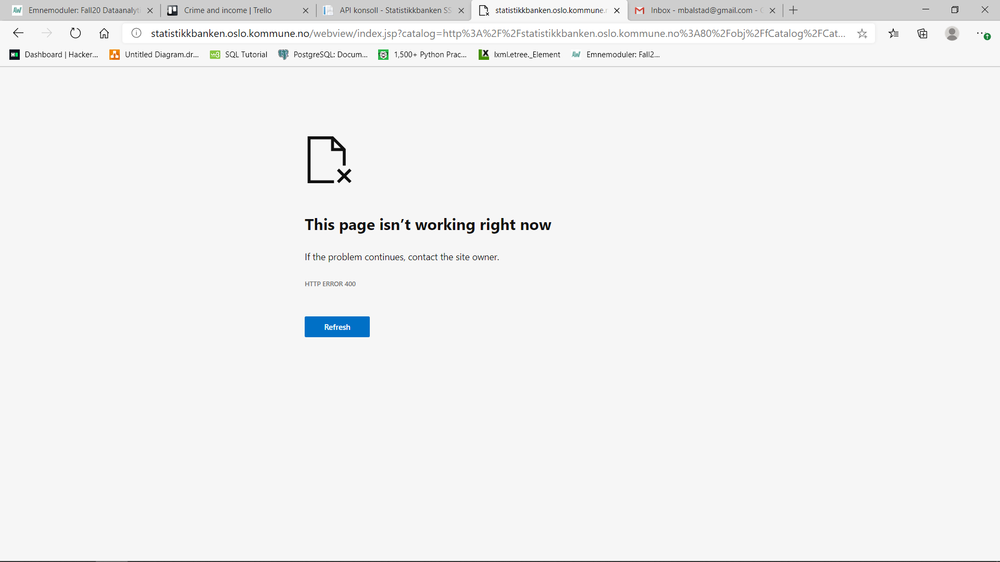 Emnemoduler: Fall20 Dataanalyti
Crime and income | Trello
API konsoll - Statistikkbanken SS
statistikkbanken.oslo.kommune.n
Inbox - mbalstad@gmail.com -
statistikkbanken.oslo.kommune.no/webview/index.jsp?catalog=http%3A%2F%2Fstatistikkbanken.oslo.kommune.no%3A80%2Fobj%2FfCatalog%2FCat...
Dashboard | Hacker...
Untitled Diagram.dr...
SQL Tutorial
PostgreSQL: Docum...
1,500+ Python Prac...
lxml.etree._Element
AW Emnemoduler: Fall2...
This page isn’t working right now
If the problem continues, contact the site owner.
HTTP ERROR 400
Refresh